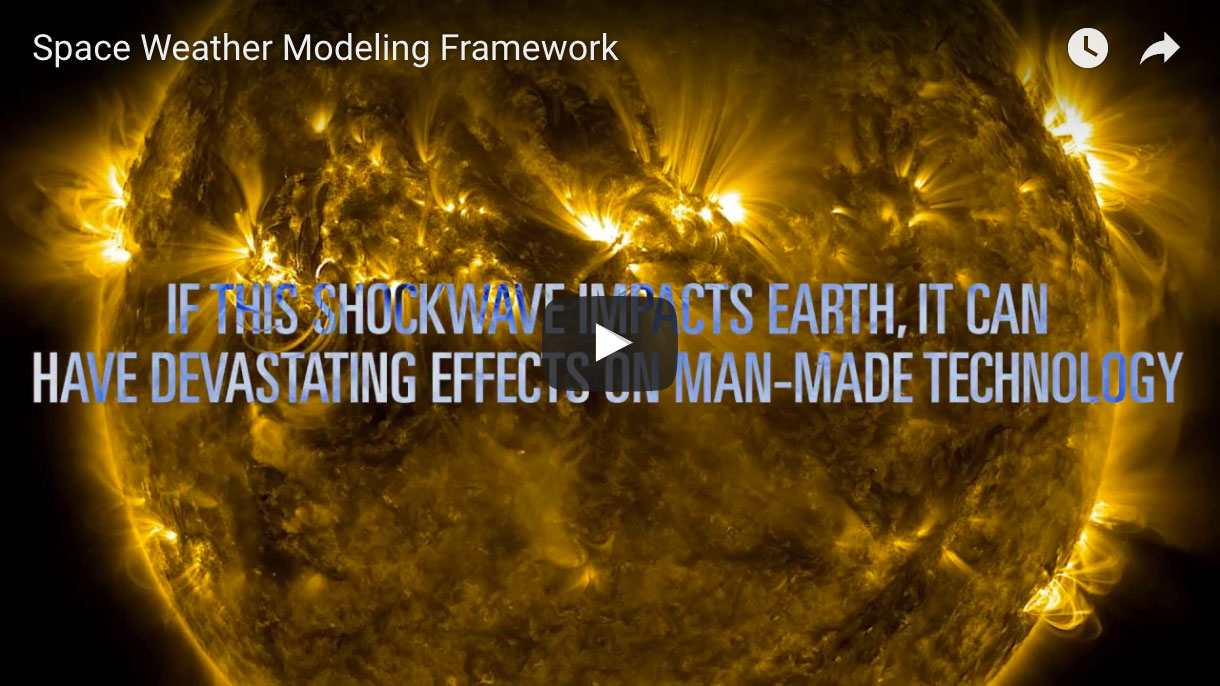 Space Weather Modeling Framework
IF THIS SHOCKWAVE IMPACTS EARTH, IT CAN
HAVE DEVASTATING EFFECTS ON MAN-MADE TECHNOLOGY